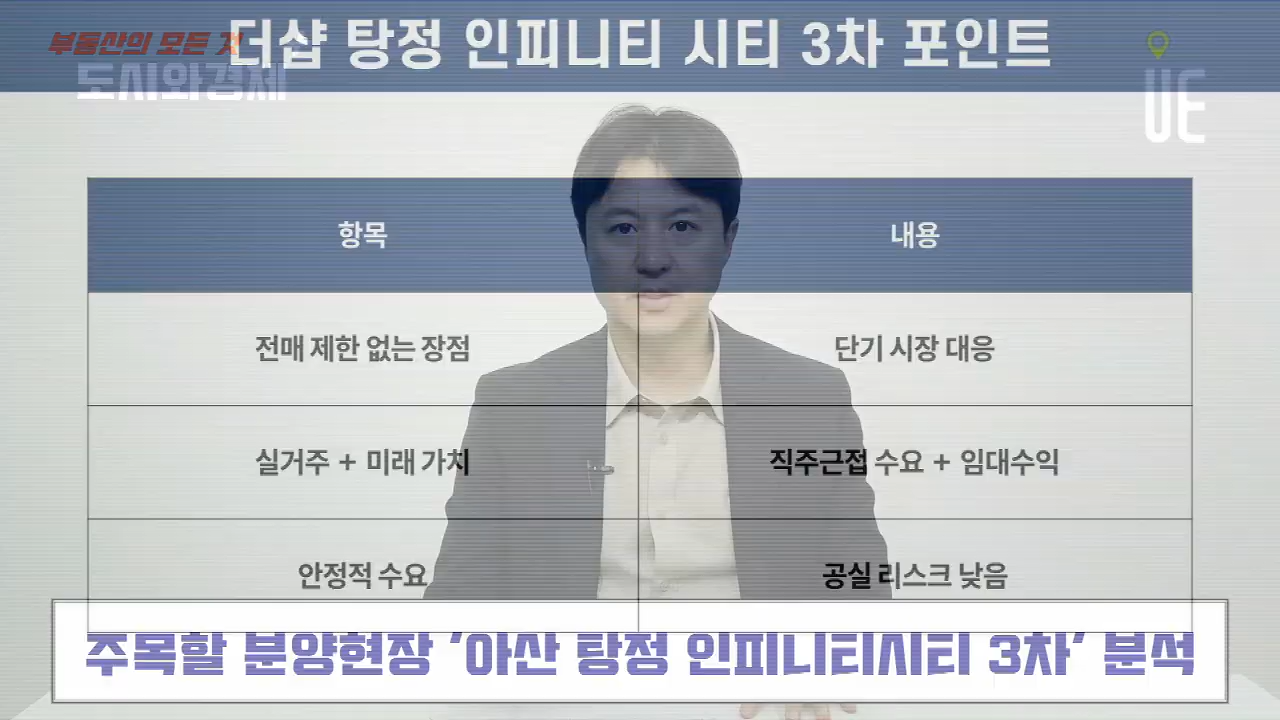 더샵 탕정 인피니티 시티 3차 포인트
부동산의 모든 것
도시와경제
UE
항목 내용
전매 제한 없는 장점 단기 시장 대응
실거주 + 미래 가치 직주근접 수요 + 임대수익
안정적 수요 공실 리스크 낮음
주목할 분양현장 '아산 탕정 인피니티시티 3차' 분석